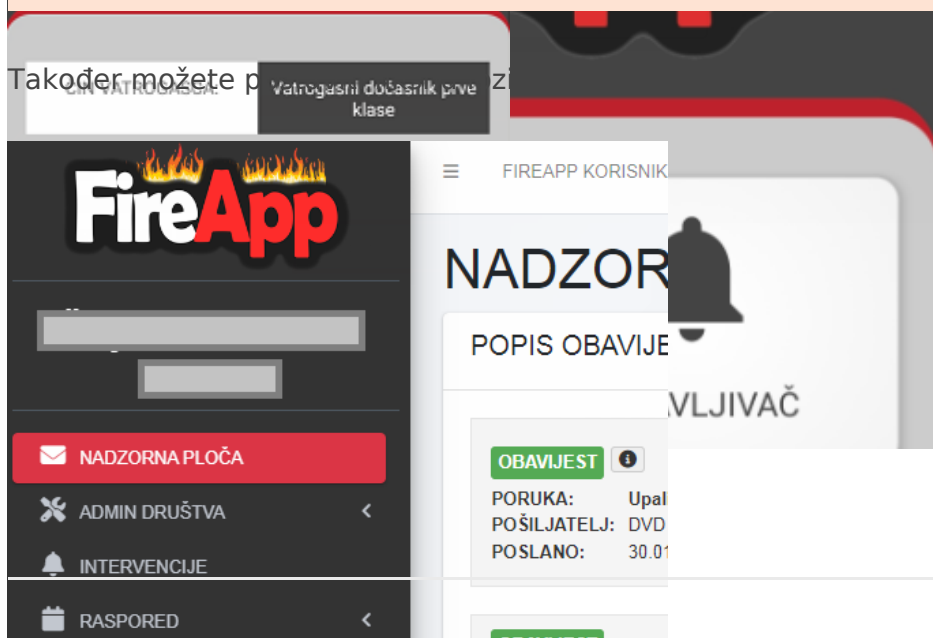 Također možete p
zi
ČIN VATROGASCA:
Vatrogasni dočasnik prve
klase
FireApp
FIREAPP KORISNIK
NADZOR
POPIS OBAVIJE
VLJIVAČ
NADZORNA PLOČA
ADMIN DRUŠTVA
INTERVENCIJE
RASPORED
OBAVIJEST
PORUKA: Upal
POŠILJATELJ: DVD
POSLANO: 30.01